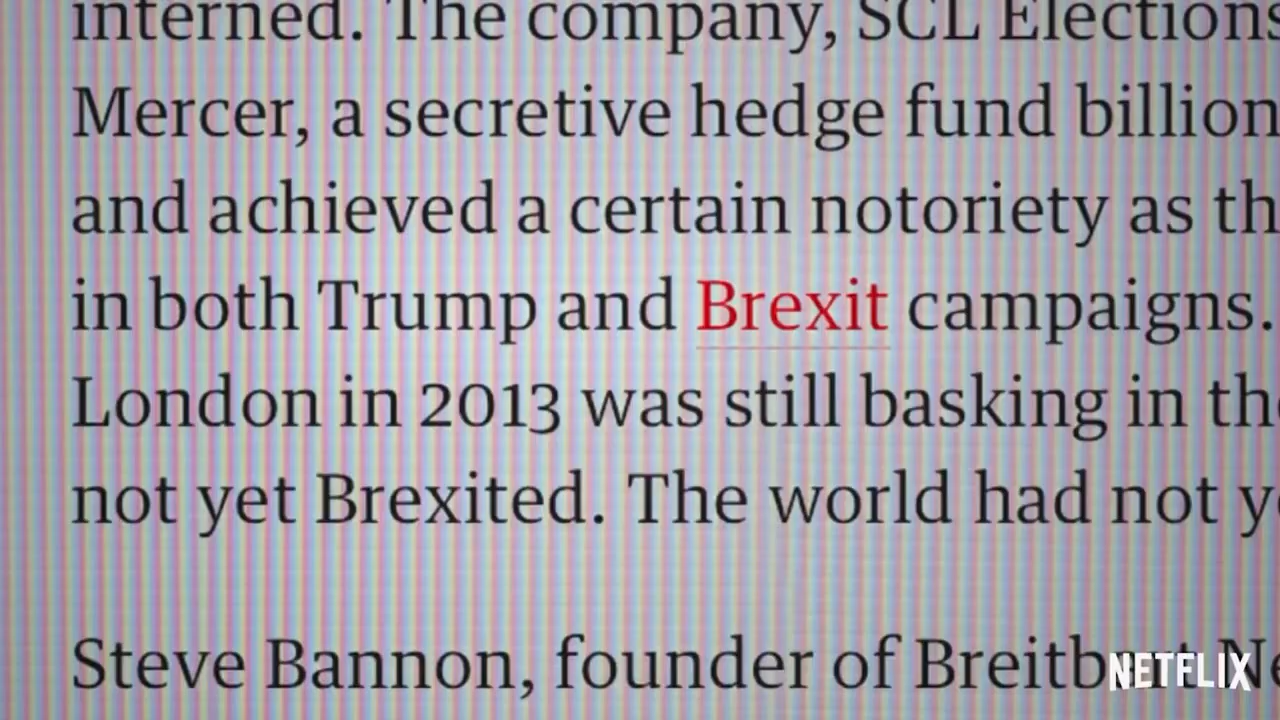 interned. The company, SCL Elections
Mercer, a secretive hedge fund billion
and achieved a certain notoriety as th
in both Trump and Brexit campaigns.
London in 2013 was still basking in th
not yet Brexited. The world had not y
Steve Bannon, founder of Breitbart N
NETFLIX